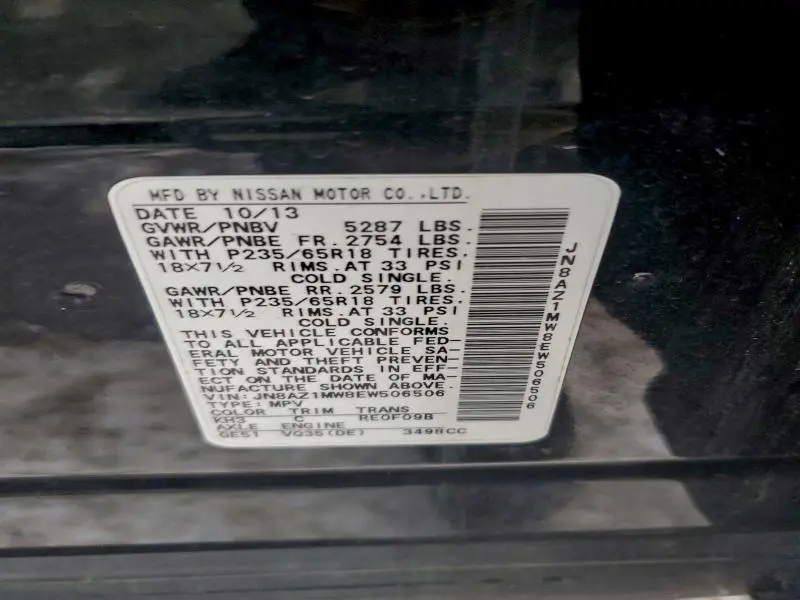 MFD BY NISSAN MOTOR CO.,LTD.
DATE 10/13
GVWR/PNBV 5287 LBS.
GAWR/PNBE FR. 2754 LBS.
WITH P235/65R18 TIRES.
18X7½ RIMS.AT 33 PSI
COLD SINGLE.
GAWR/PNBE RR. 2579 LBS.
WITH P235/65R18 TIRES.
18X7½ RIMS.AT 33 PSI
COLD SINGLE.
THIS VEHICLE CONFORMS
TO ALL APPLICABLE FED-
ERAL MOTOR VEHICLE SA-
FETY AND THEFT PREVEN-
TION STANDARDS IN EFF-
ECT ON THE DATE OF MA-
NUFACTURE SHOWN ABOVE.
VIN: JN8AZ1MW8EW506506
TYPE: MPV
COLOR TRIM TRANS
KH3 C RE0F09B
AXLE ENGINE
GE51 VQ35(DE) 3498CC
JN8AZ1MW8EW506506